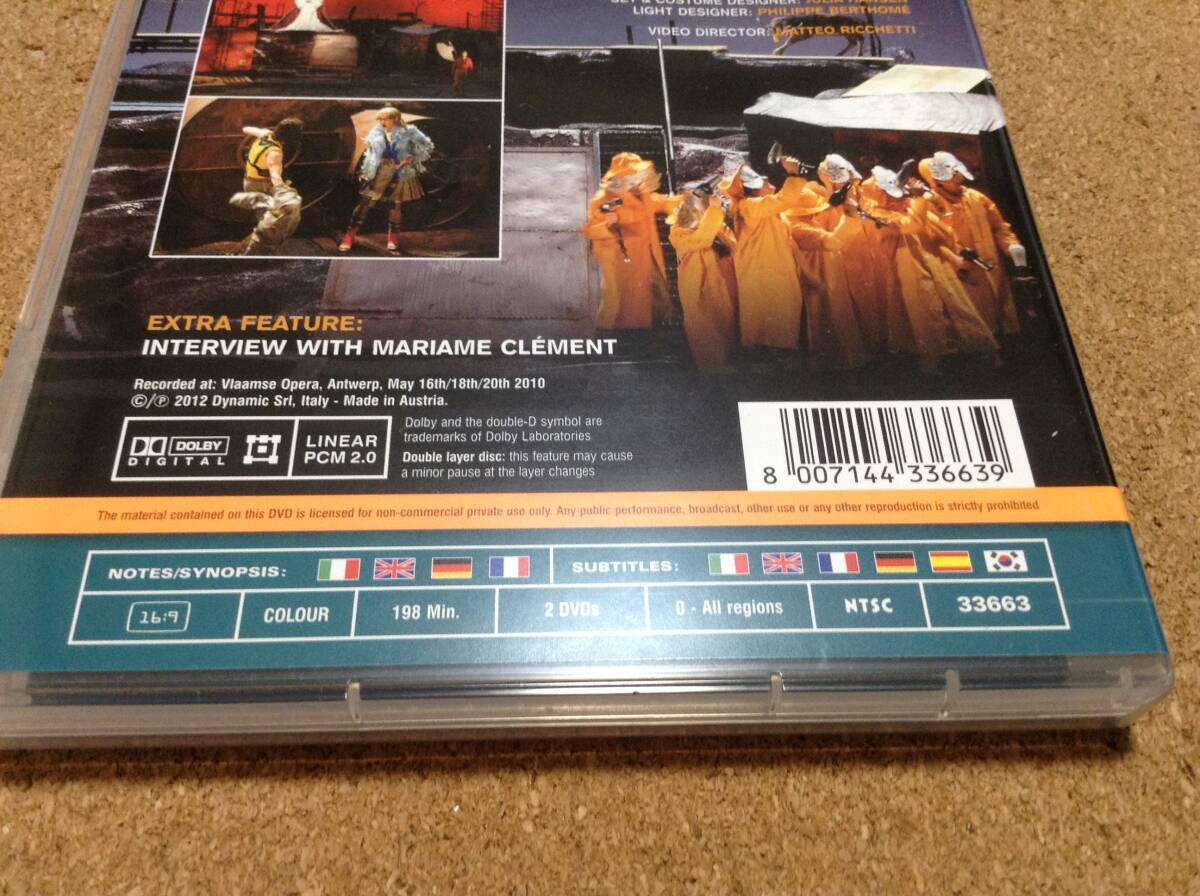 SET & COSTUME DESIGNER: JULIA HANSEN
LIGHT DESIGNER: PHILIPPE BERTHOMÉ
VIDEO DIRECTOR: MATTEO RICCHETTI
EXTRA FEATURE:
INTERVIEW WITH MARIAME CLÉMENT
Recorded at: Vlaamse Opera, Antwerp, May 16th/18th/20th 2010
©/℗ 2012 Dynamic Srl, Italy - Made in Austria.
DOLBY
DIGITAL
LINEAR
PCM 2.0
Dolby and the double-D symbol are
trademarks of Dolby Laboratories
Double layer disc: this feature may cause
a minor pause at the layer changes
8 007144 336639
The material contained on this DVD is licensed for non-commercial private use only. Any public performance, broadcast, other use or any other reproduction is strictly prohibited
NOTES/SYNOPSIS:
SUBTITLES:
16:9
COLOUR
198 Min.
2 DVDs
0 - All regions
NTSC
33663